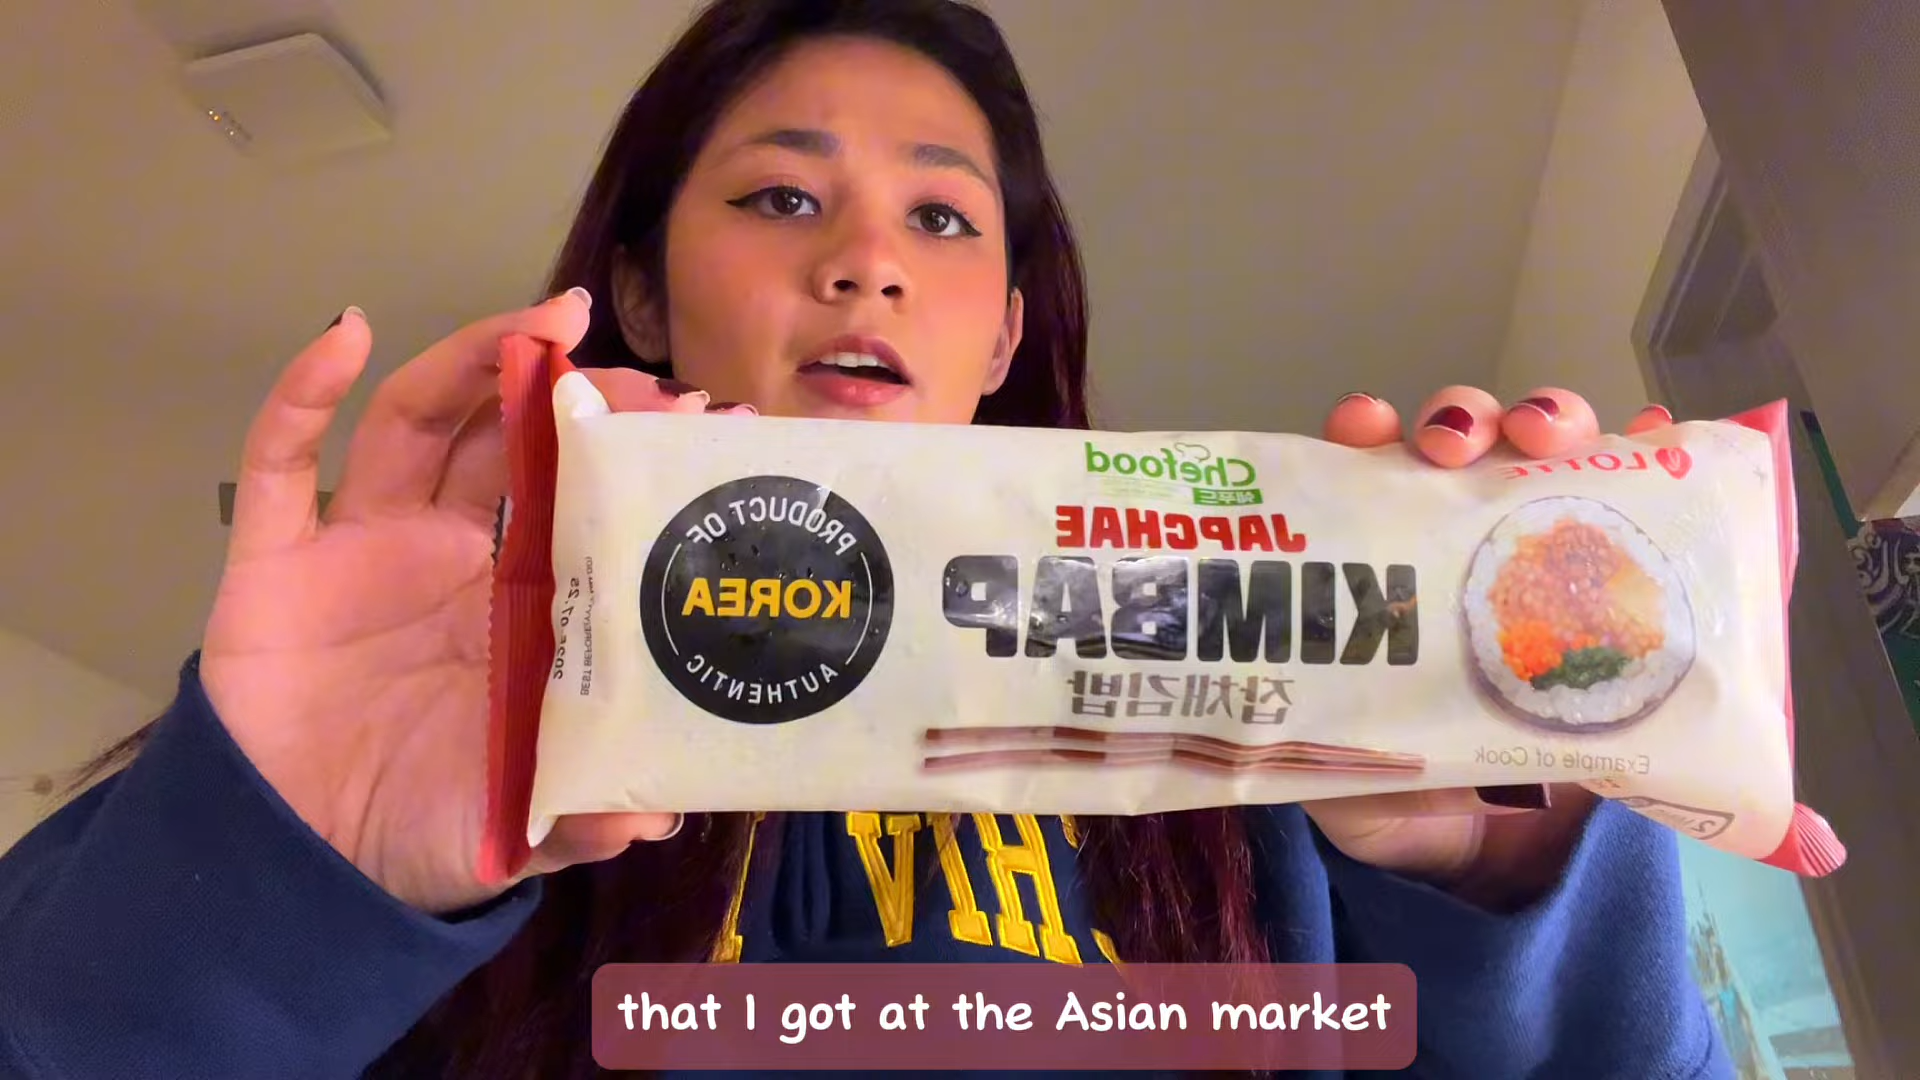 LOTTE
Chefood
쉐푸드
JAPCHAE
KIMBAP
잡채김밥
Example of Cook
PRODUCT OF
KOREA
AUTHENTIC
that I got at the Asian market